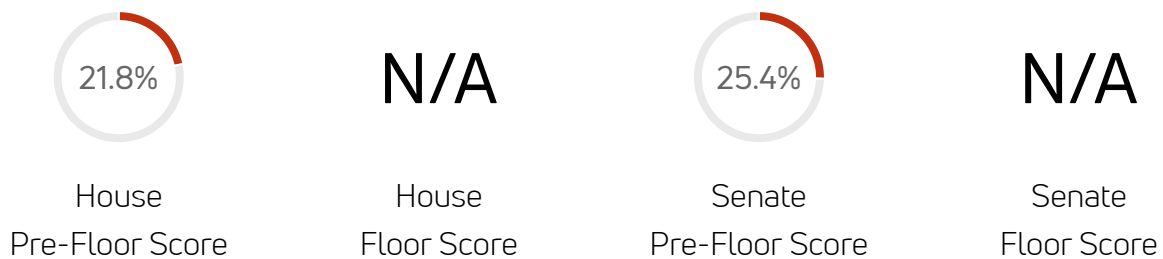 21.8%
N/A
25.4%
N/A
House
Pre-Floor Score
House
Floor Score
Senate
Pre-Floor Score
Senate
Floor Score